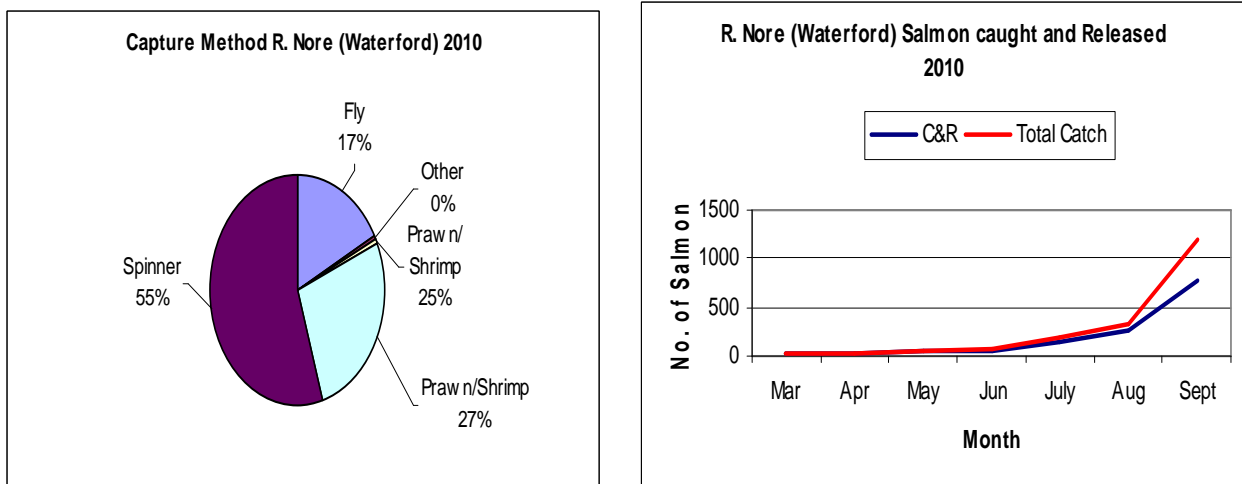 Capture Method R. Nore (Waterford) 2010
Fly
17%
Other
0%
Prawn/
Shrimp
25%
Spinner
55%
Prawn/Shrimp
27%
R. Nore (Waterford) Salmon caught and Released
2010
C&R Total Catch
No. of Salmon
1500
1000
500
0
Mar Apr May Jun July Aug Sept
Month